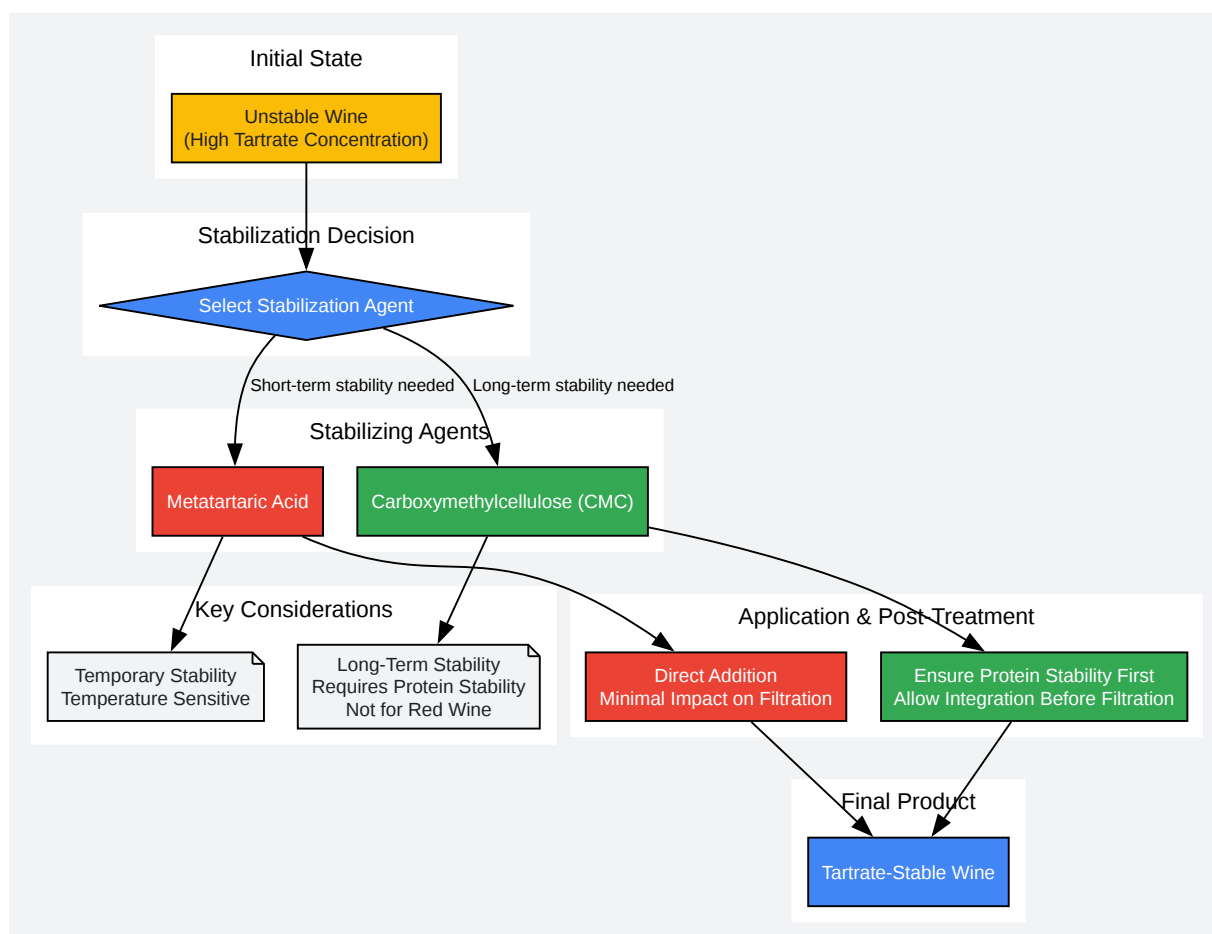 Initial State
Unstable Wine
(High Tartrate Concentration)
Stabilization Decision
Select Stabilization Agent
Short-term stability needed
Long-term stability needed
Stabilizing Agents
Metatartaric Acid
Carboxymethylcellulose (CMC)
Key Considerations
Temporary Stability
Temperature Sensitive
Long-Term Stability
Requires Protein Stability
Not for Red Wine
Application & Post-Treatment
Direct Addition
Minimal Impact on Filtration
Ensure Protein Stability First
Allow Integration Before Filtration
Final Product
Tartrate-Stable Wine